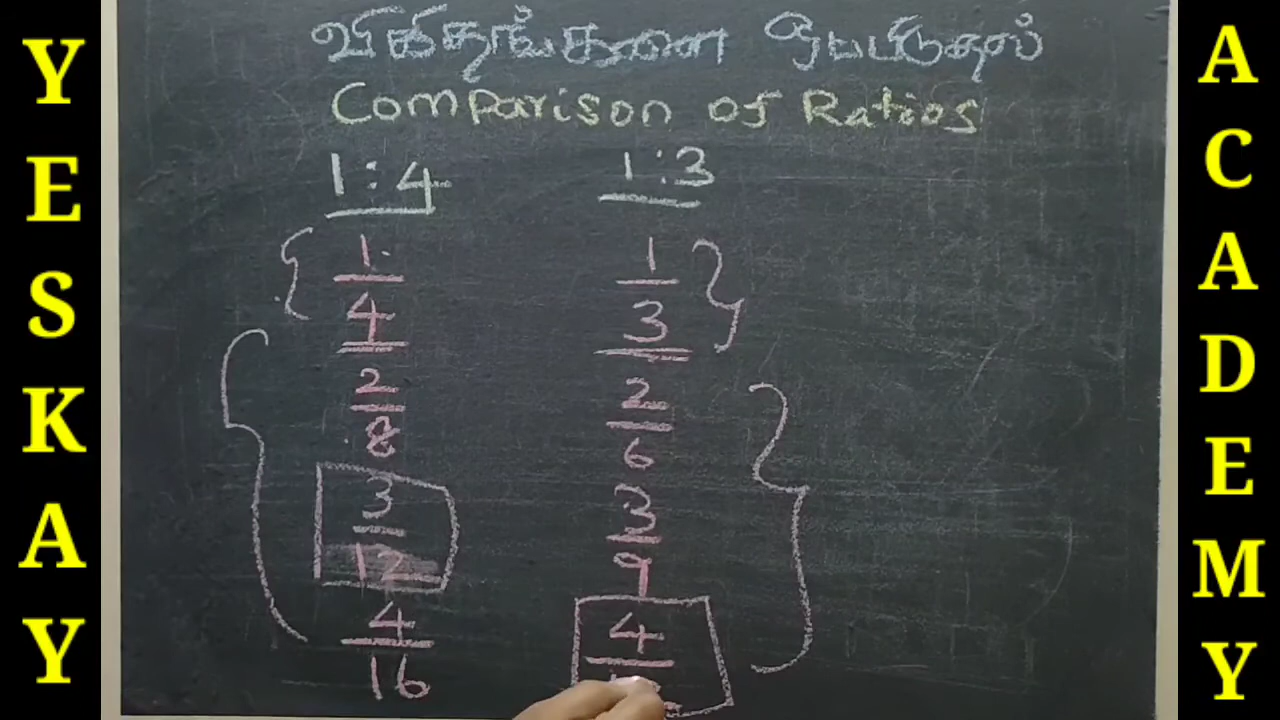 YESKAY
விகிதங்களை ஒப்பிடுதல்
Comparison of Ratios
1:4 1:3
1/4 1/3
2/8 2/6
3/12 3/9
4/16 4/
ACADEMY